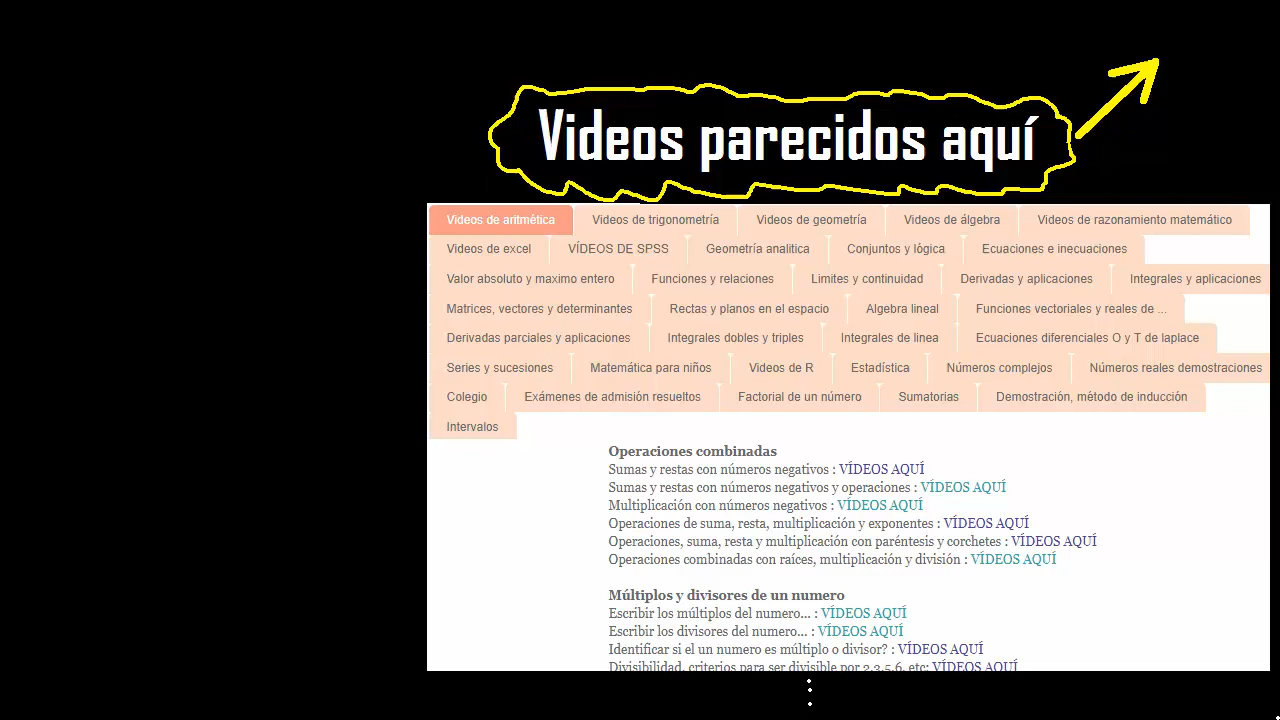 Videos parecidos aquí
Videos de aritmética Videos de trigonometría Videos de geometría Videos de álgebra Videos de razonamiento matemático
Videos de excel VÍDEOS DE SPSS Geometría analitica Conjuntos y lógica Ecuaciones e inecuaciones
Valor absoluto y maximo entero Funciones y relaciones Limites y continuidad Derivadas y aplicaciones Integrales y aplicaciones
Matrices, vectores y determinantes Rectas y planos en el espacio Algebra lineal Funciones vectoriales y reales de ...
Derivadas parciales y aplicaciones Integrales dobles y triples Integrales de linea Ecuaciones diferenciales O y T de laplace
Series y sucesiones Matemática para niños Videos de R Estadística Números complejos Números reales demostraciones
Colegio Exámenes de admisión resueltos Factorial de un número Sumatorias Demostración, método de inducción
Intervalos
Operaciones combinadas
Sumas y restas con números negativos : VÍDEOS AQUÍ
Sumas y restas con números negativos y operaciones : VÍDEOS AQUÍ
Multiplicación con números negativos : VÍDEOS AQUÍ
Operaciones de suma, resta, multiplicación y exponentes : VÍDEOS AQUÍ
Operaciones, suma, resta y multiplicación con paréntesis y corchetes : VÍDEOS AQUÍ
Operaciones combinadas con raíces, multiplicación y división : VÍDEOS AQUÍ
Múltiplos y divisores de un numero
Escribir los múltiplos del numero... : VÍDEOS AQUÍ
Escribir los divisores del numero... : VÍDEOS AQUÍ
Identificar si el un numero es múltiplo o divisor? : VÍDEOS AQUÍ
Divisibilidad, criterios para ser divisible por 2,3,5,6, etc: VÍDEOS AQUÍ